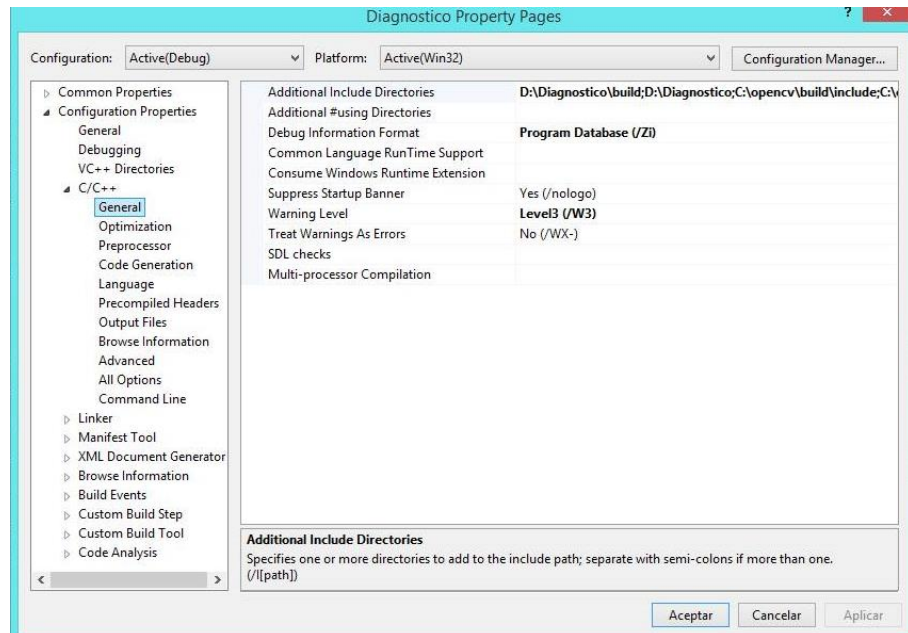 Diagnostico Property Pages
?
Configuration: Active(Debug) Platform: Active(Win32) Configuration Manager...
Common Properties
Configuration Properties
General
Debugging
VC++ Directories
C/C++
General
Optimization
Preprocessor
Code Generation
Language
Precompiled Headers
Output Files
Browse Information
Advanced
All Options
Command Line
Linker
Manifest Tool
XML Document Generator
Browse Information
Build Events
Custom Build Step
Custom Build Tool
Code Analysis
Additional Include Directories D:\Diagnostico\build;D:\Diagnostico;C:\opencv\build\include;C:\
Additional #using Directories
Debug Information Format Program Database (/Zi)
Common Language RunTime Support
Consume Windows Runtime Extension
Suppress Startup Banner Yes (/nologo)
Warning Level Level3 (/W3)
Treat Warnings As Errors No (/WX-)
SDL checks
Multi-processor Compilation
Additional Include Directories
Specifies one or more directories to add to the include path; separate with semi-colons if more than one.
(/I[path])
Aceptar Cancelar Aplicar